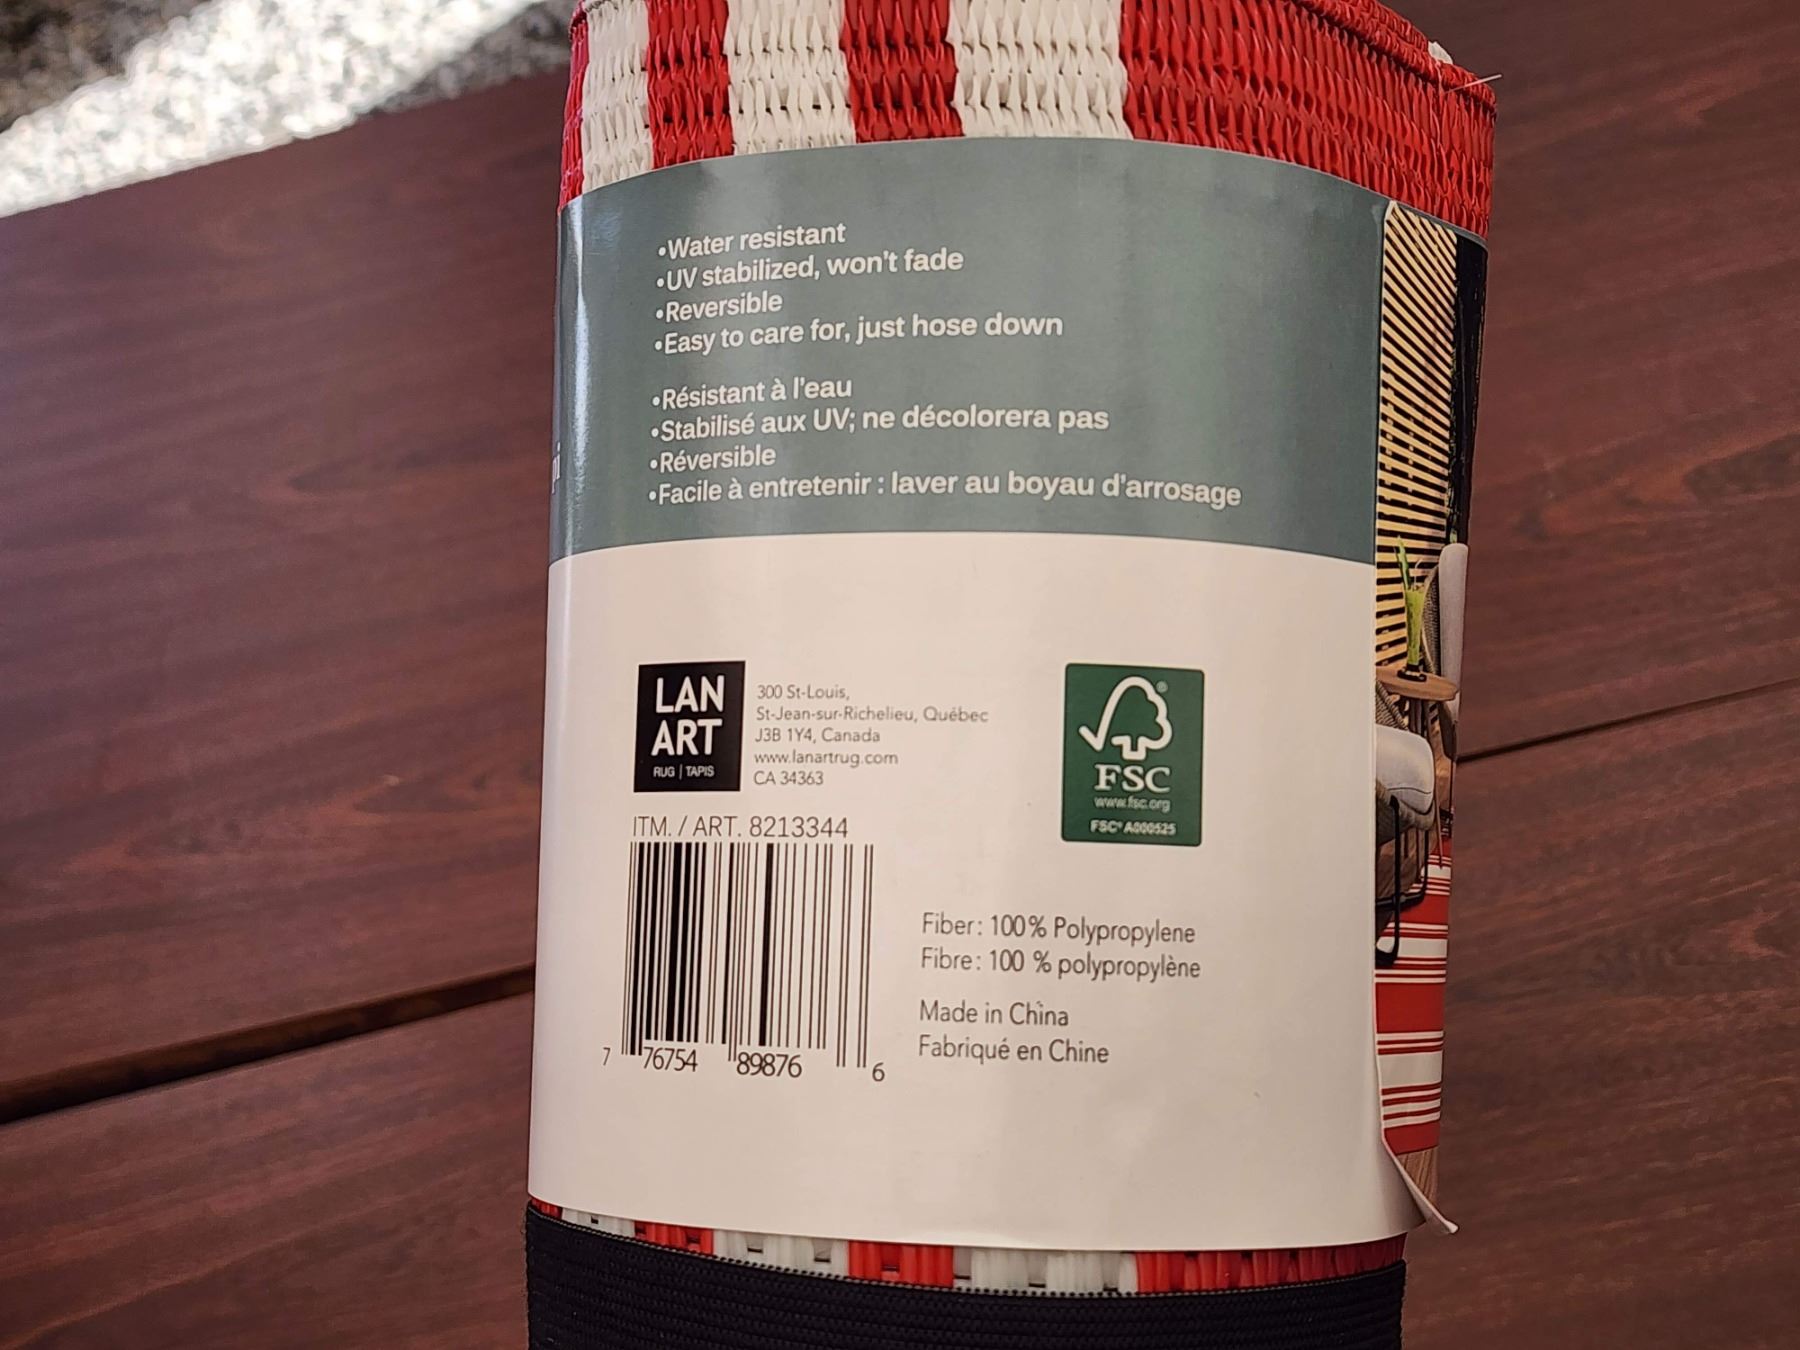 •Water resistant
•UV stabilized, won't fade
•Reversible
•Easy to care for, just hose down
•Résistant à l'eau
•Stabilisé aux UV; ne décolorera pas
•Réversible
•Facile à entretenir : laver au boyau d'arrosage
LAN
ART
RUG | TAPIS
300 St-Louis,
St-Jean-sur-Richelieu, Québec
J3B 1Y4, Canada
www.lanartrug.com
CA 34363
®
FSC
www.fsc.org
FSC® A000525
ITM. / ART. 8213344
7 76754 89876 6
Fiber: 100% Polypropylene
Fibre: 100 % polypropylène
Made in China
Fabriqué en Chine